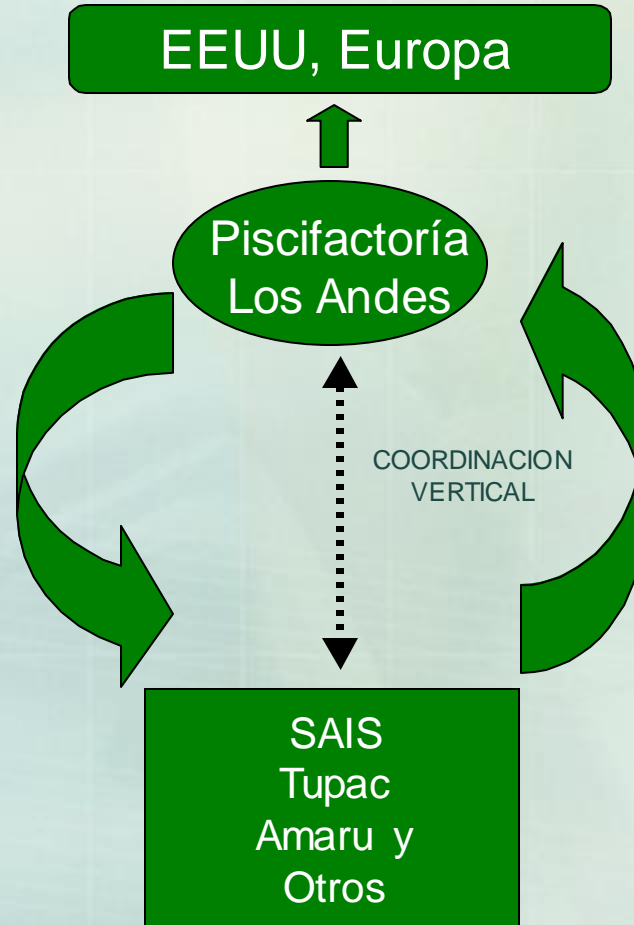 EEUU, Europa
Piscifactoría
Los Andes
COORDINACION
VERTICAL
SAIS
Tupac
Amaru y
Otros